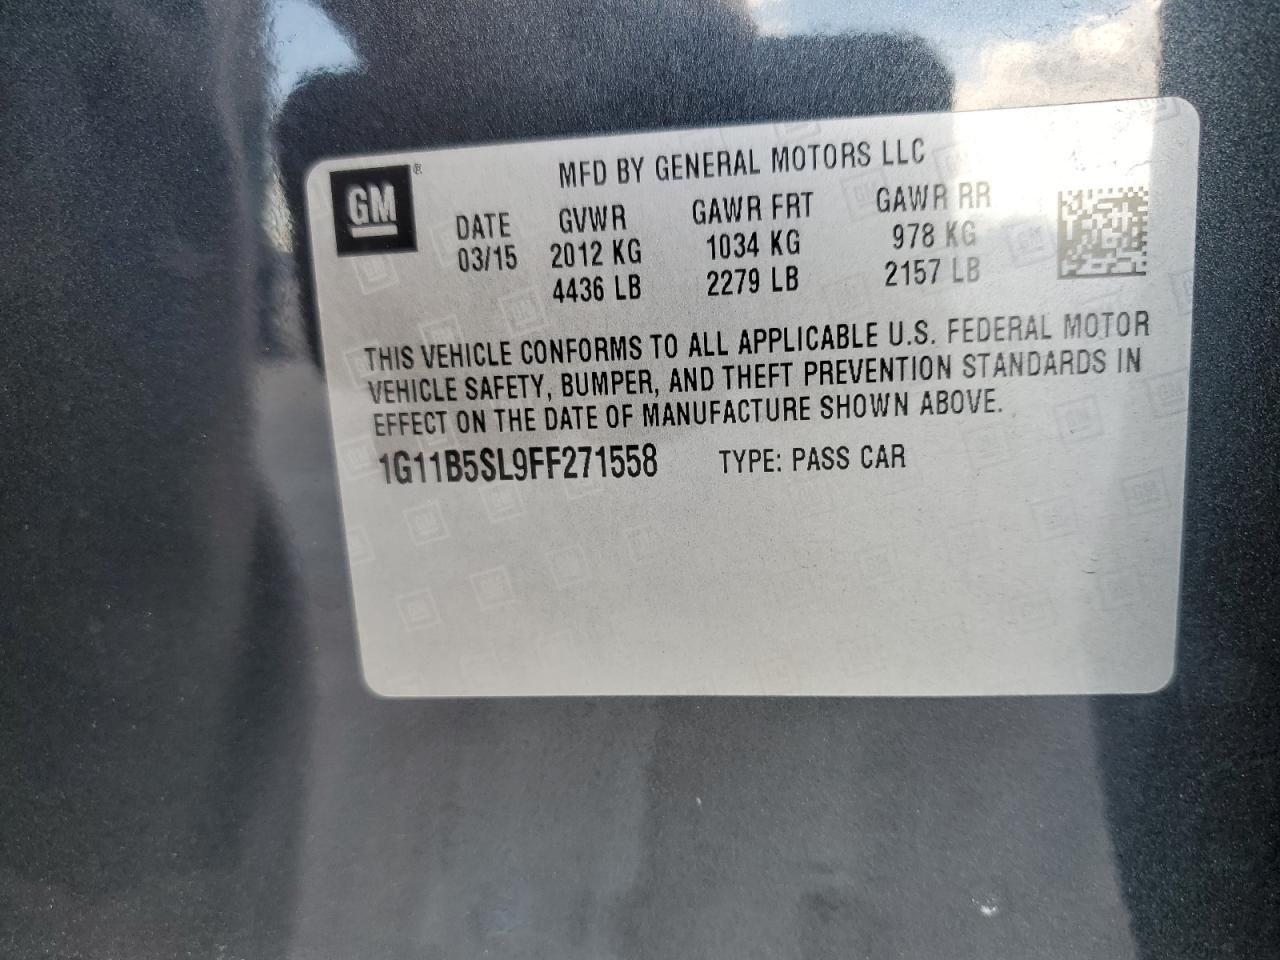 GM®
MFD BY GENERAL MOTORS LLC
DATE GVWR GAWR FRT GAWR RR
03/15 2012 KG 1034 KG 978 KG
4436 LB 2279 LB 2157 LB
THIS VEHICLE CONFORMS TO ALL APPLICABLE U.S. FEDERAL MOTOR
VEHICLE SAFETY, BUMPER, AND THEFT PREVENTION STANDARDS IN
EFFECT ON THE DATE OF MANUFACTURE SHOWN ABOVE.
1G11B5SL9FF271558 TYPE: PASS CAR